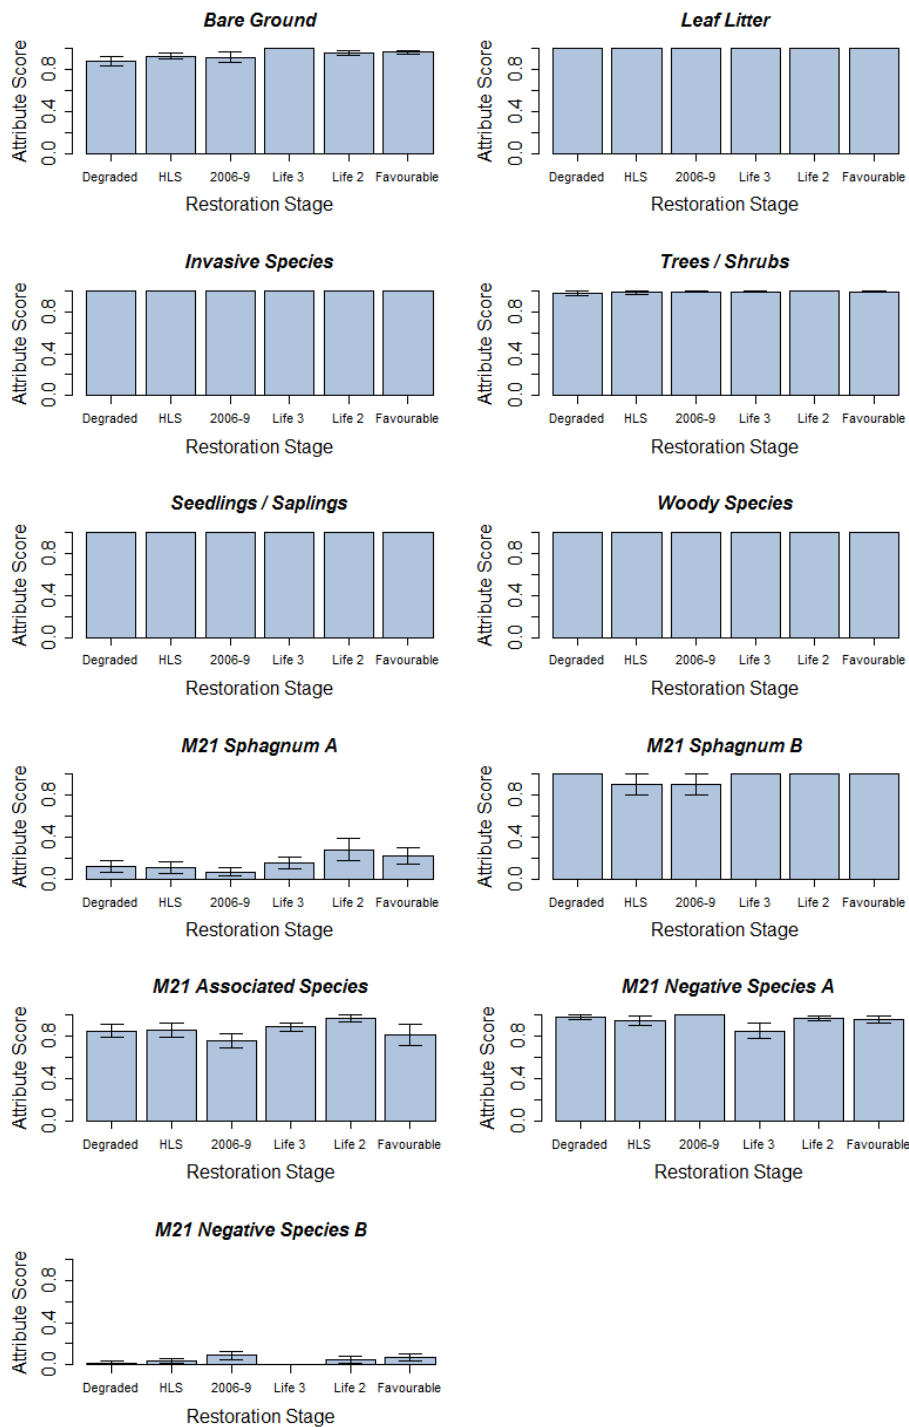 Bare Ground
Attribute Score
0.0 0.4 0.8
Degraded HLS 2006-9 Life 3 Life 2 Favourable
Restoration Stage
Leaf Litter
Attribute Score
0.0 0.4 0.8
Degraded HLS 2006-9 Life 3 Life 2 Favourable
Restoration Stage
Invasive Species
Attribute Score
0.0 0.4 0.8
Degraded HLS 2006-9 Life 3 Life 2 Favourable
Restoration Stage
Trees / Shrubs
Attribute Score
0.0 0.4 0.8
Degraded HLS 2006-9 Life 3 Life 2 Favourable
Restoration Stage
Seedlings / Saplings
Attribute Score
0.0 0.4 0.8
Degraded HLS 2006-9 Life 3 Life 2 Favourable
Restoration Stage
Woody Species
Attribute Score
0.0 0.4 0.8
Degraded HLS 2006-9 Life 3 Life 2 Favourable
Restoration Stage
M21 Sphagnum A
Attribute Score
0.0 0.4 0.8
Degraded HLS 2006-9 Life 3 Life 2 Favourable
Restoration Stage
M21 Sphagnum B
Attribute Score
0.0 0.4 0.8
Degraded HLS 2006-9 Life 3 Life 2 Favourable
Restoration Stage
M21 Associated Species
Attribute Score
0.0 0.4 0.8
Degraded HLS 2006-9 Life 3 Life 2 Favourable
Restoration Stage
M21 Negative Species A
Attribute Score
0.0 0.4 0.8
Degraded HLS 2006-9 Life 3 Life 2 Favourable
Restoration Stage
M21 Negative Species B
Attribute Score
0.0 0.4 0.8
Degraded HLS 2006-9 Life 3 Life 2 Favourable
Restoration Stage